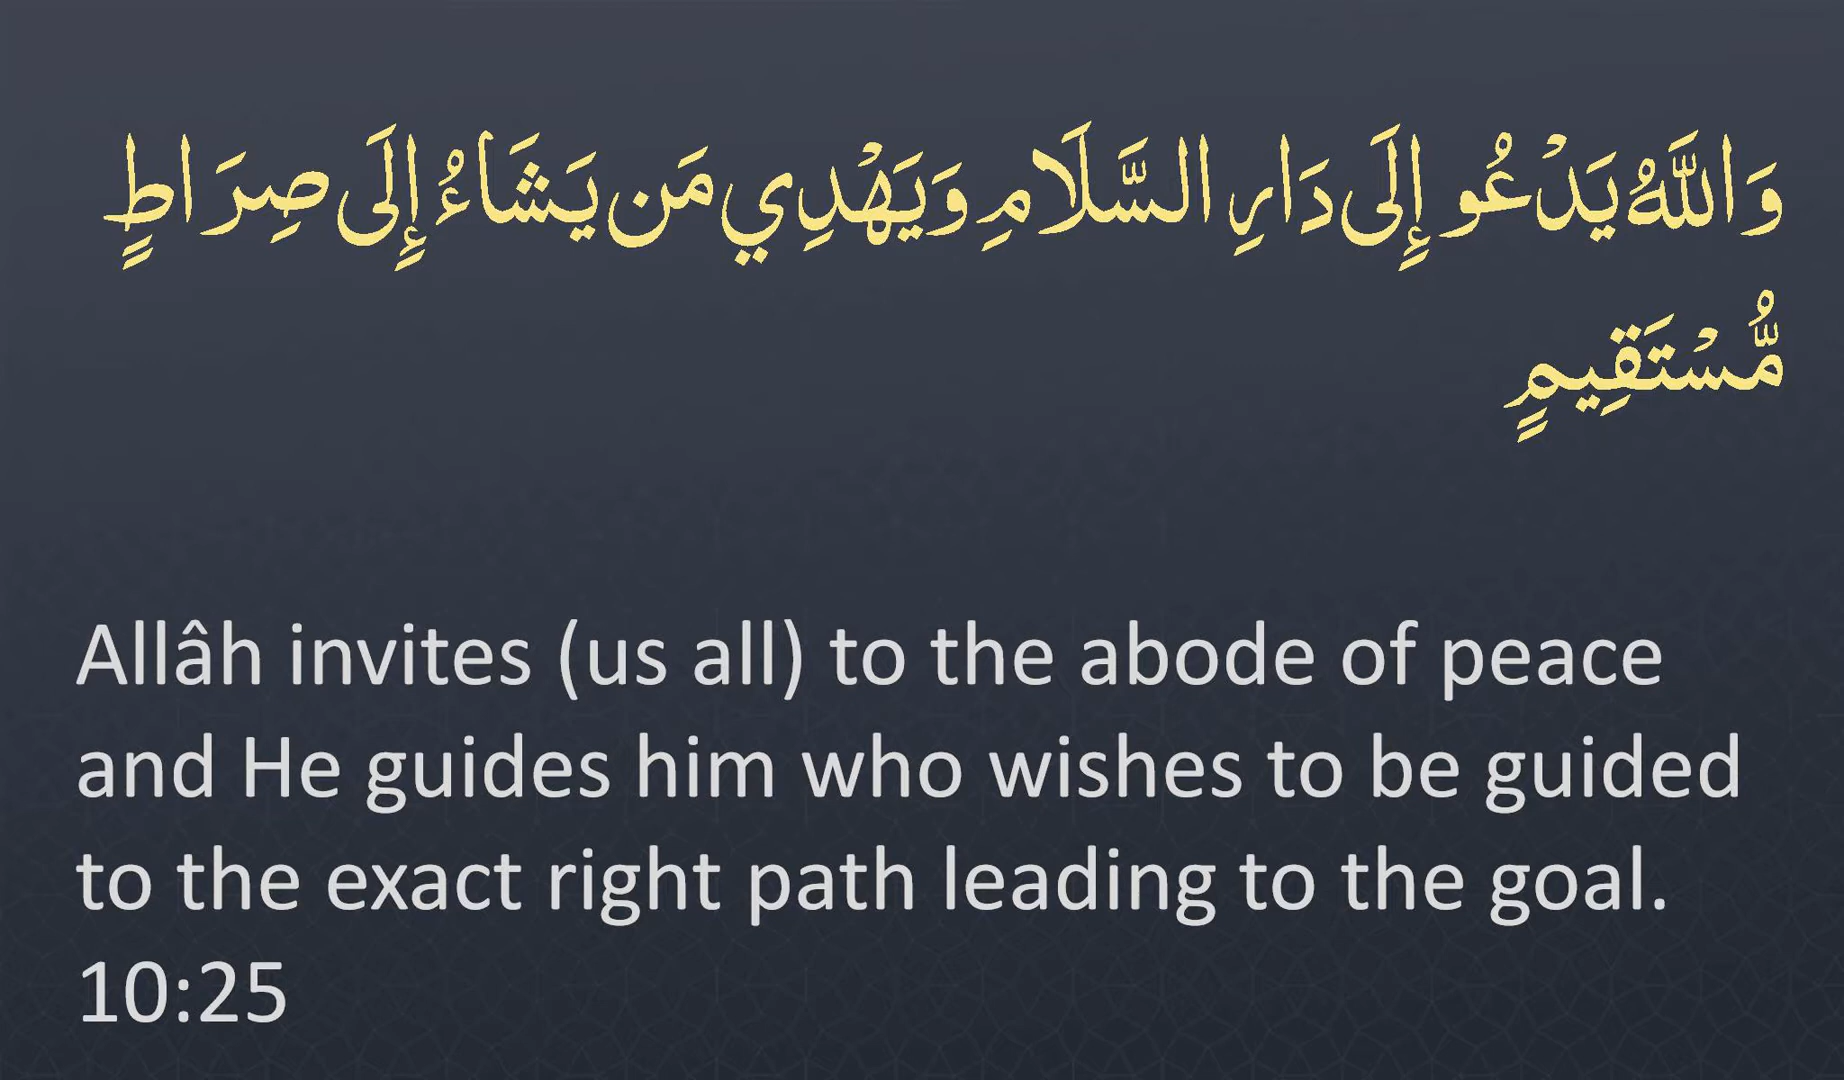 وَاللَّهُ يَدْعُو إِلَى دَارِ السَّلَامِ وَيَهْدِي مَن يَشَاءُ إِلَى صِرَاطٍ
مُّسْتَقِيمٍ
Allâh invites (us all) to the abode of peace
and He guides him who wishes to be guided
to the exact right path leading to the goal.
10:25